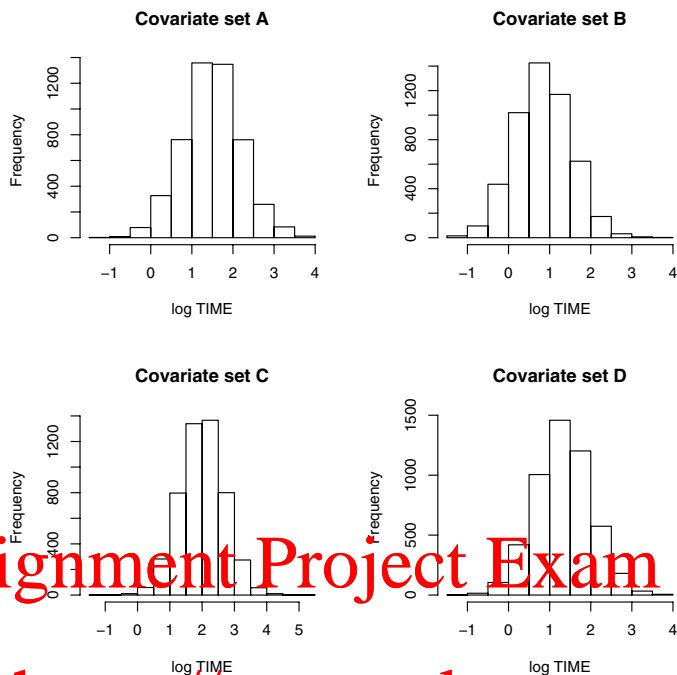 Covariate set A
Frequency
0 400 800 1200
−1 0 1 2 3 4
log TIME
Covariate set B
Frequency
0 400 800 1200
−1 0 1 2 3 4
log TIME
Covariate set C
Frequency
0 400 800 1200
−1 0 1 2 3 4 5
log TIME
Covariate set D
Frequency
0 500 1000 1500
−1 0 1 2 3 4
log TIME
Project Exam